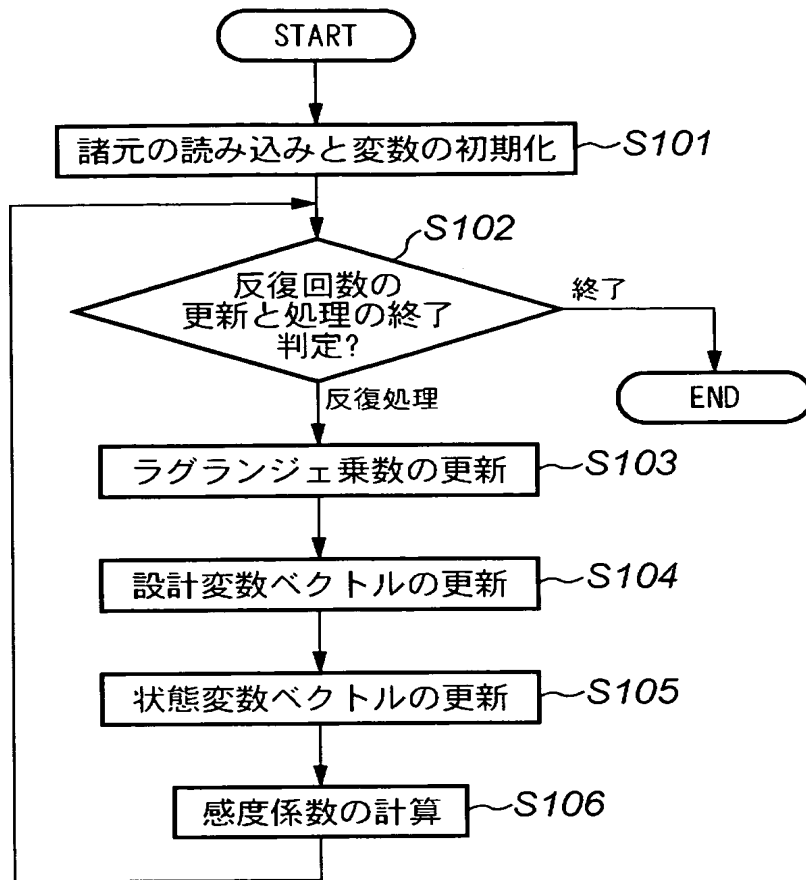 START
諸元の読み込みと変数の初期化
S101
S102
反復回数の
更新と処理の終了
判定?
終了
END
反復処理
ラグランジェ乗数の更新
S103
設計変数ベクトルの更新
S104
状態変数ベクトルの更新
S105
感度係数の計算
S106